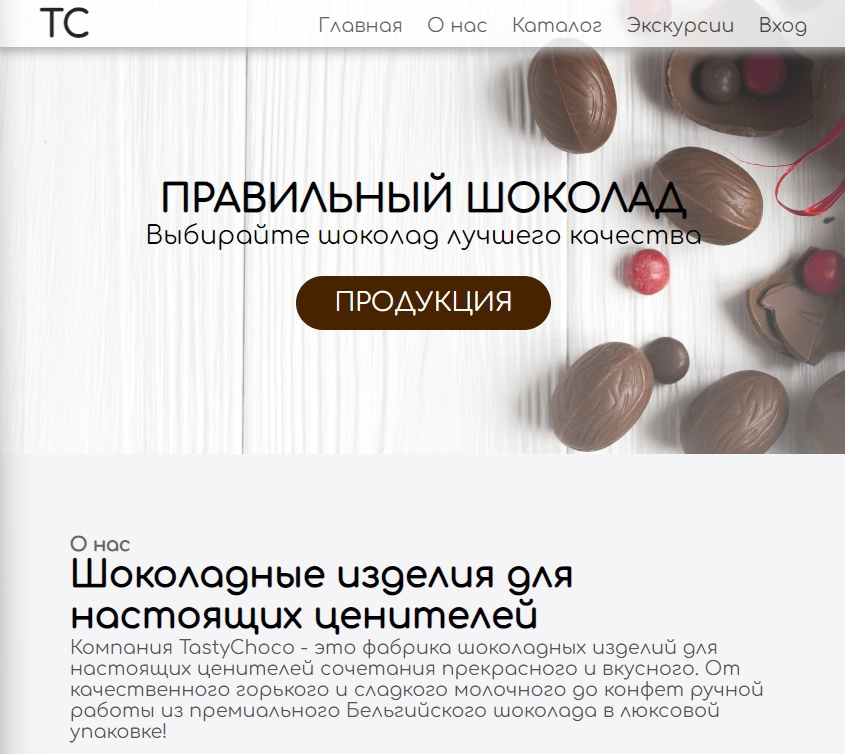 TC
Главная О нас Каталог Экскурсии Вход
ПРАВИЛЬНЫЙ ШОКОЛАД
Выбирайте шоколад лучшего качества
ПРОДУКЦИЯ
О нас
Шоколадные изделия для
настоящих ценителей
Компания TastyChoco - это фабрика шоколадных изделий для
настоящих ценителей сочетания прекрасного и вкусного. От
качественного горького и сладкого молочного до конфет ручной
работы из премиального Бельгийского шоколада в люксовой
упаковке!